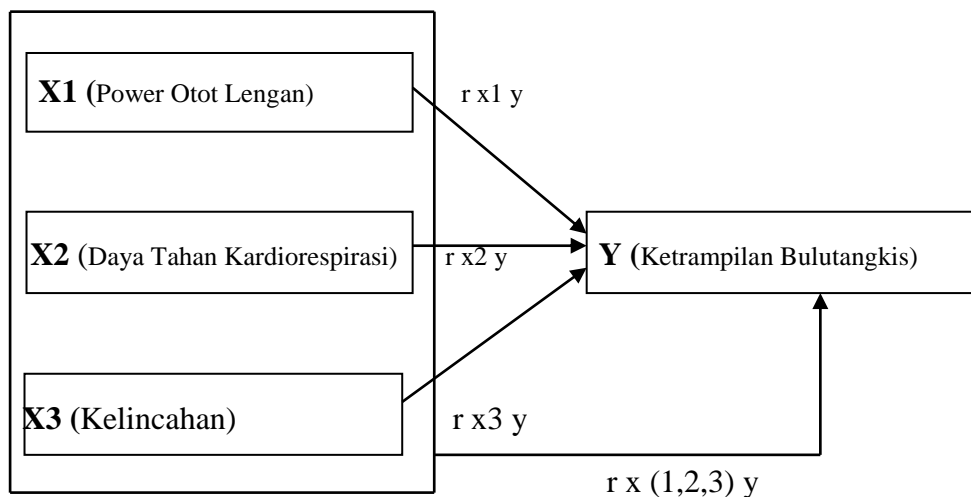 X1 (Power Otot Lengan)
r x1 y
X2 (Daya Tahan Kardiorespirasi)
r x2 y
Y (Ketrampilan Bulutangkis)
X3 (Kelincahan)
r x3 y
r x (1,2,3) y